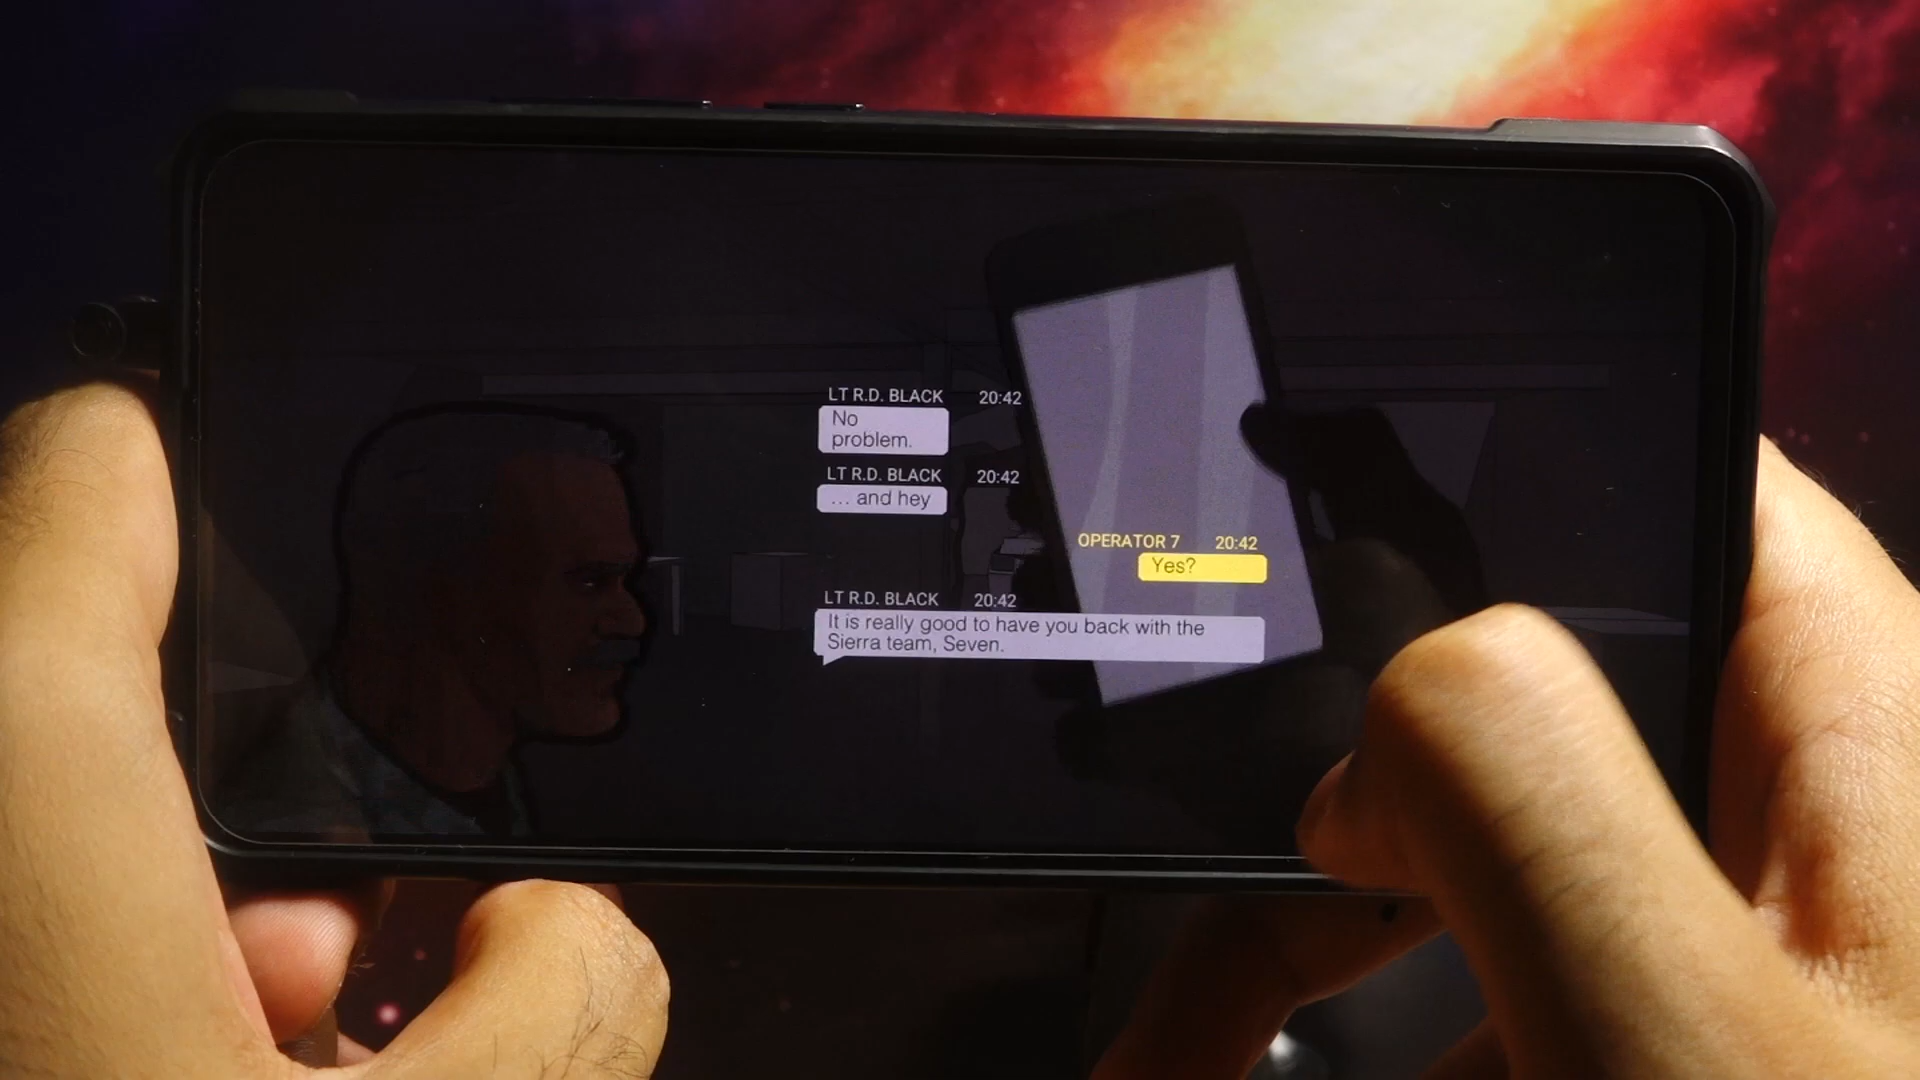 LT R.D. BLACK 20:42
No
problem.
LT R.D. BLACK 20:42
... and hey
OPERATOR 7 20:42
Yes?
LT R.D. BLACK 20:42
It is really good to have you back with the
Sierra team, Seven.